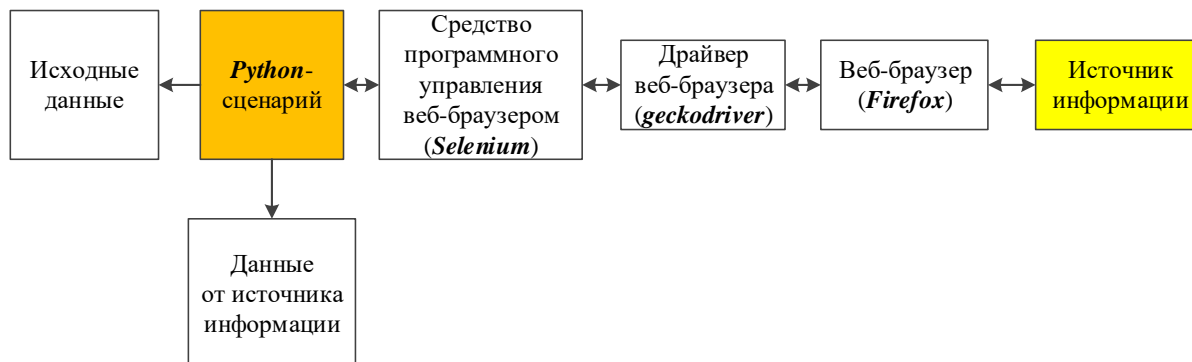 Исходные
данные
Python-
сценарий
Средство
программного
управления
веб-браузером
(Selenium)
Драйвер
веб-браузера
(geckodriver)
Веб-браузер
(Firefox)
Источник
информации
Данные
от источника
информации